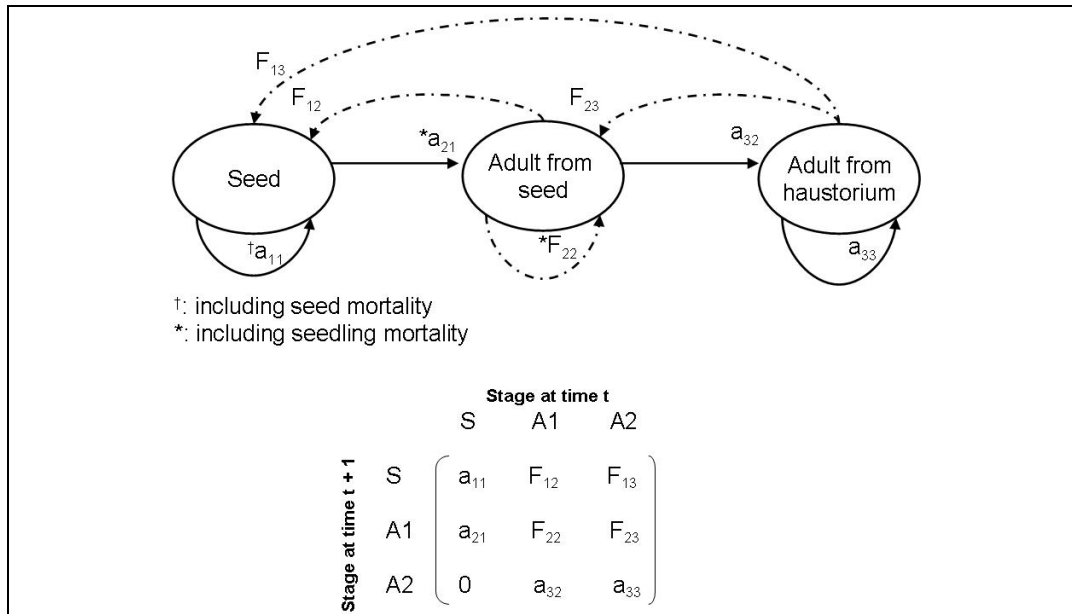 F13
F12
F23
*a21
a32
Seed
Adult from
seed
Adult from
haustorium
†a11
*F22
a33
†: including seed mortality
*: including seedling mortality
Stage at time t
S A1 A2
Stage at time t + 1
S a11 F12 F13
A1 a21 F22 F23
A2 0 a32 a33